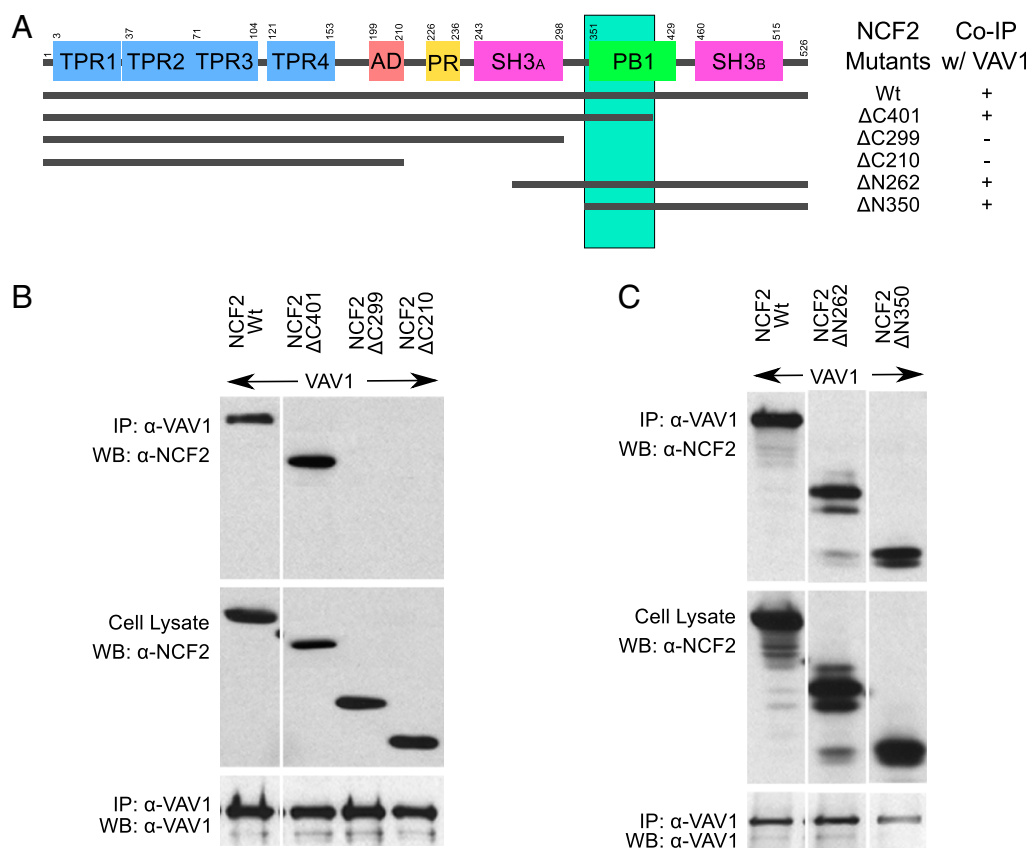 A
1 3 37 71 104 121 153 199 210 226 236 243 298 351 429 460 515 526
TPR1 TPR2 TPR3 TPR4 AD PR SH3A PB1 SH3B
NCF2 Co-IP
Mutants w/ VAV1
Wt +
ΔC401 +
ΔC299 -
ΔC210 -
ΔN262 +
ΔN350 +
B
NCF2 Wt
NCF2 ΔC401
NCF2 ΔC299
NCF2 ΔC210
VAV1
IP: α-VAV1
WB: α-NCF2
Cell Lysate
WB: α-NCF2
IP: α-VAV1
WB: α-VAV1
C
NCF2 Wt
NCF2 ΔN262
NCF2 ΔN350
VAV1
IP: α-VAV1
WB: α-NCF2
Cell Lysate
WB: α-NCF2
IP: α-VAV1
WB: α-VAV1